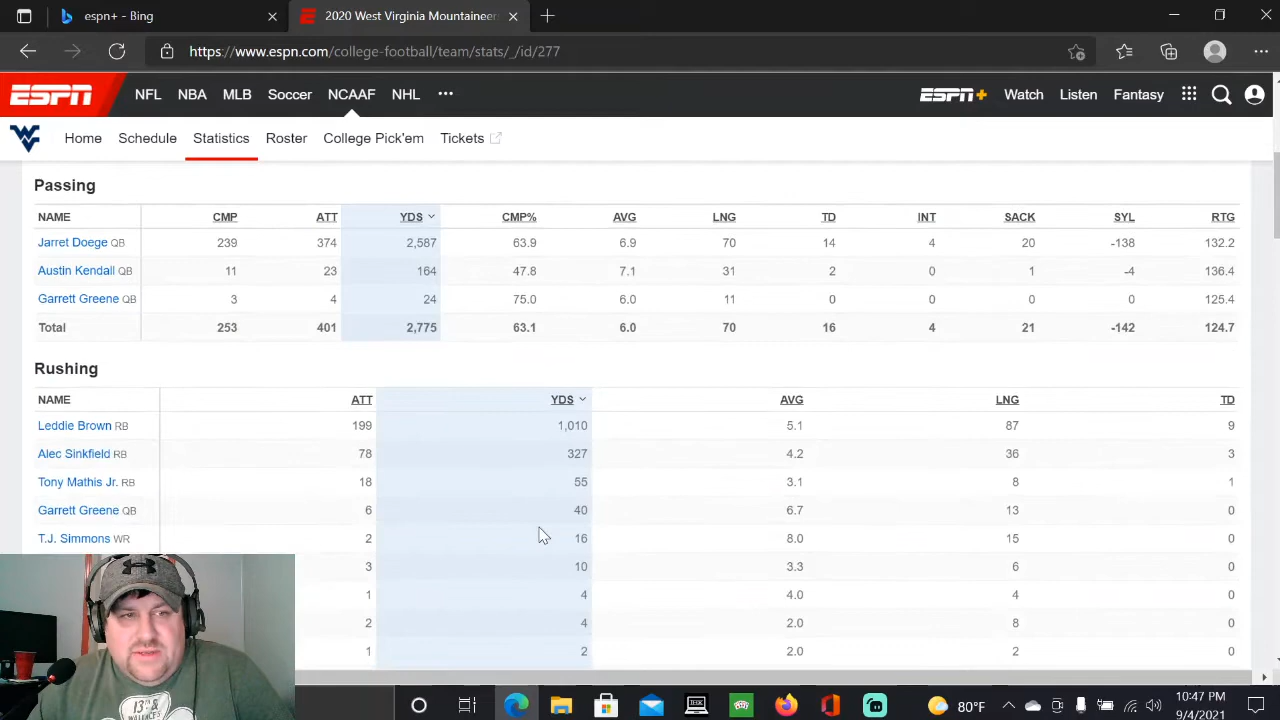 espn+ - Bing
2020 West Virginia Mountaineer
https://www.espn.com/college-football/team/stats/_/id/277
ESPN NFL NBA MLB Soccer NCAAF NHL ESPN+ Watch Listen Fantasy
Home Schedule Statistics Roster College Pick'em Tickets
Passing
NAME CMP ATT YDS CMP% AVG LNG TD INT SACK SYL RTG
Jarret Doege QB 239 374 2,587 63.9 6.9 70 14 4 20 -138 132.2
Austin Kendall QB 11 23 164 47.8 7.1 31 2 0 1 -4 136.4
Garrett Greene QB 3 4 24 75.0 6.0 11 0 0 0 0 125.4
Total 253 401 2,775 63.1 6.0 70 16 4 21 -142 124.7
Rushing
NAME ATT YDS AVG LNG TD
Leddie Brown RB 199 1,010 5.1 87 9
Alec Sinkfield RB 78 327 4.2 36 3
Tony Mathis Jr. RB 18 55 3.1 8 1
Garrett Greene QB 6 40 6.7 13 0
T.J. Simmons WR 2 16 8.0 15 0
3 10 3.3 6 0
1 4 4.0 4 0
2 4 2.0 8 0
1 2 2.0 2 0
80°F
10:47 PM
9/4/2021